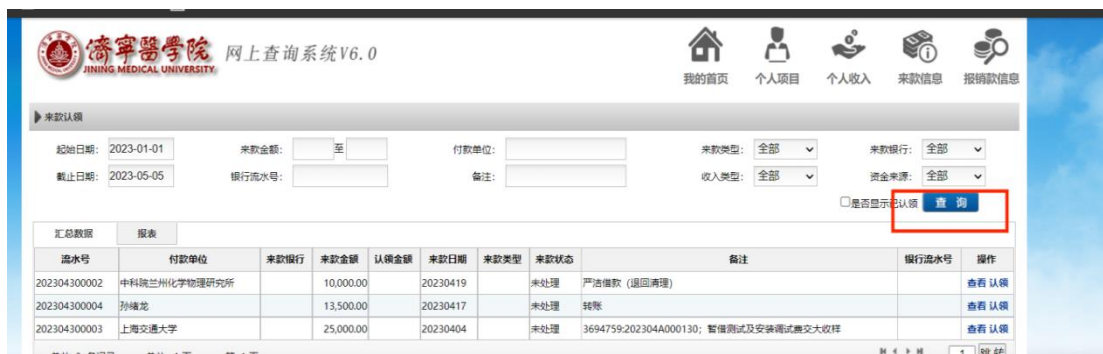 濟寧醫學院 网上查询系统V6.0
JINING MEDICAL UNIVERSITY
我的首页 个人项目 个人收入 来款信息 报销款信息
来款认领
起始日期: 2023-01-01 来款金额: 至 付款单位: 来款类型: 全部 来款银行: 全部
截止日期: 2023-05-05 银行流水号: 备注: 收入类型: 全部 资金来源: 全部
是否显示已认领 查 询
汇总数据 报表
流水号 付款单位 来款银行 来款金额 认领金额 来款日期 来款类型 来款状态 备注 银行流水号 操作
202304300002 中科院兰州化学物理研究所 10,000.00 20230419 未处理 严洁借款（退回清理） 查看 认领
202304300004 孙绪龙 13,500.00 20230417 未处理 转账 查看 认领
202304300003 上海交通大学 25,000.00 20230404 未处理 3694759:202304A000130; 暂借测试及安装调试费交大收样 查看 认领
1 跳 转